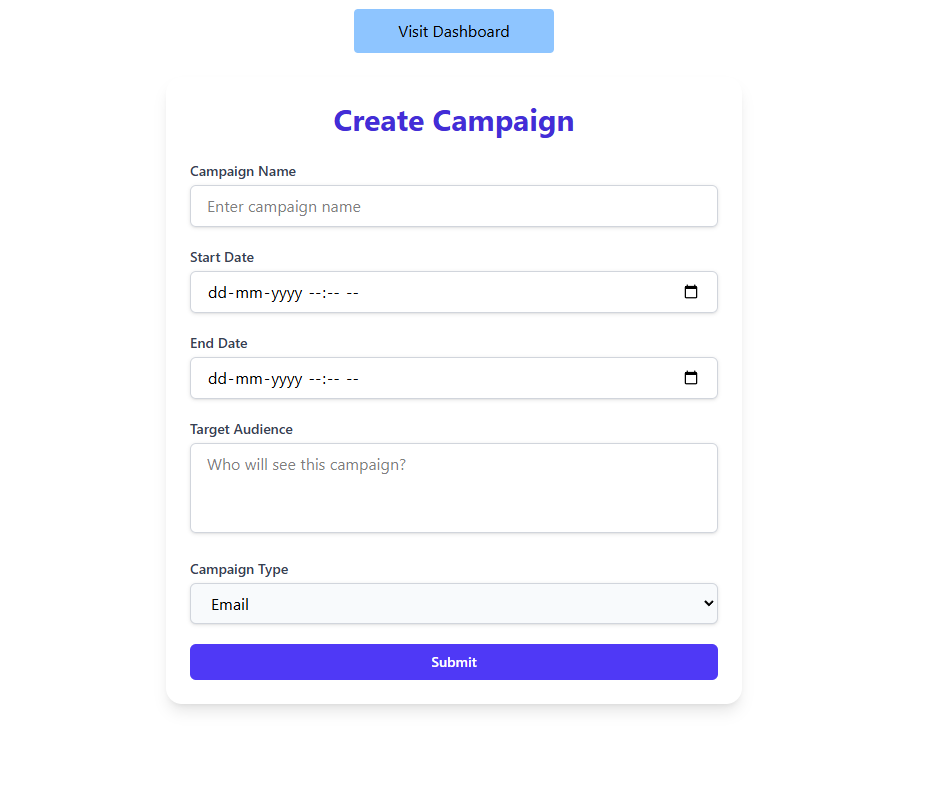 Visit Dashboard
Create Campaign
Campaign Name
Enter campaign name
Start Date
dd-mm-yyyy --:-- --
End Date
dd-mm-yyyy --:-- --
Target Audience
Who will see this campaign?
Campaign Type
Email
Submit